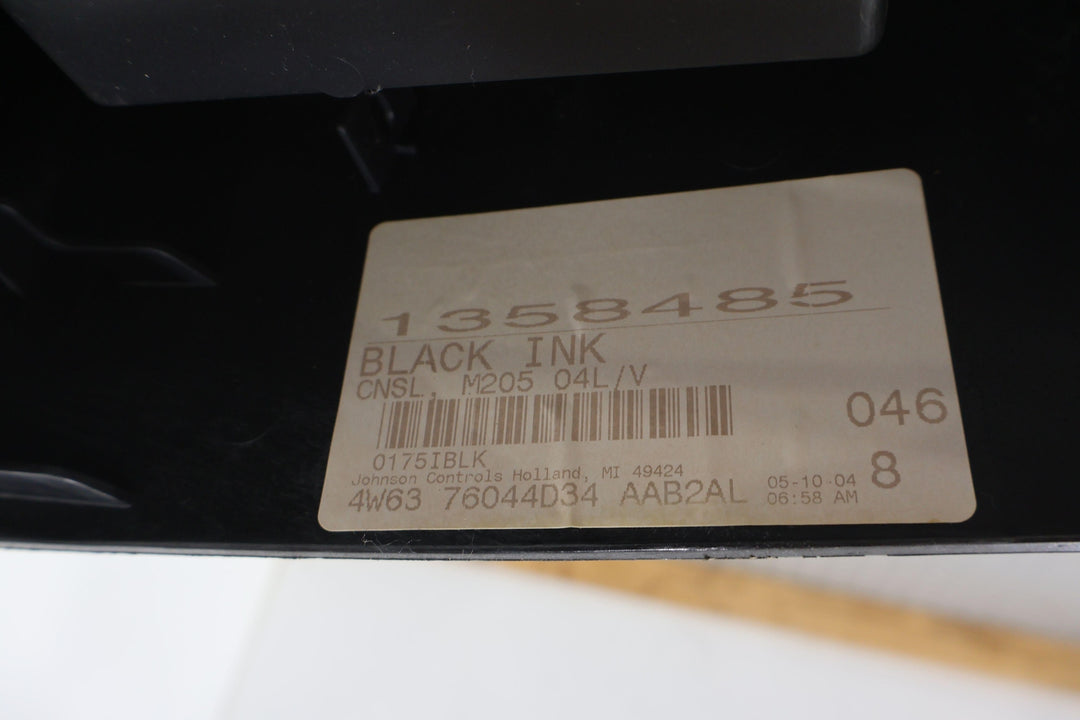 1358485
BLACK INK
CNSL, M205 04L/V
046
0175IBLK
Johnson Controls Holland, MI 49424
05-10-04 8
4W63 76044D34 AAB2AL 06:58 AM